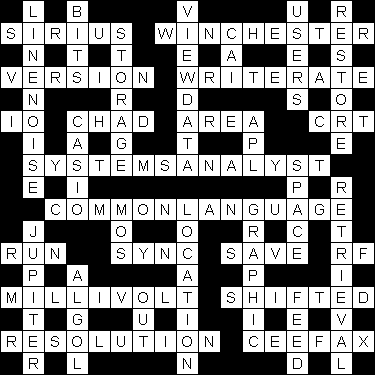 L B V U R
SIRIUS WINCHESTER
N T T E A E S
VERSION WRITERATE
N R D S O
IO CHAD AREA CRT
I A G T P E
SYSTEMSANALYST
E I P R
COMMONLANGUAGE
J O O R C T
RUN SYNC SAVE RF
P A A P I
MILLIVOLT SHIFTED
T G U I I E V
RESOLUTION CEEFAX
R L N D L